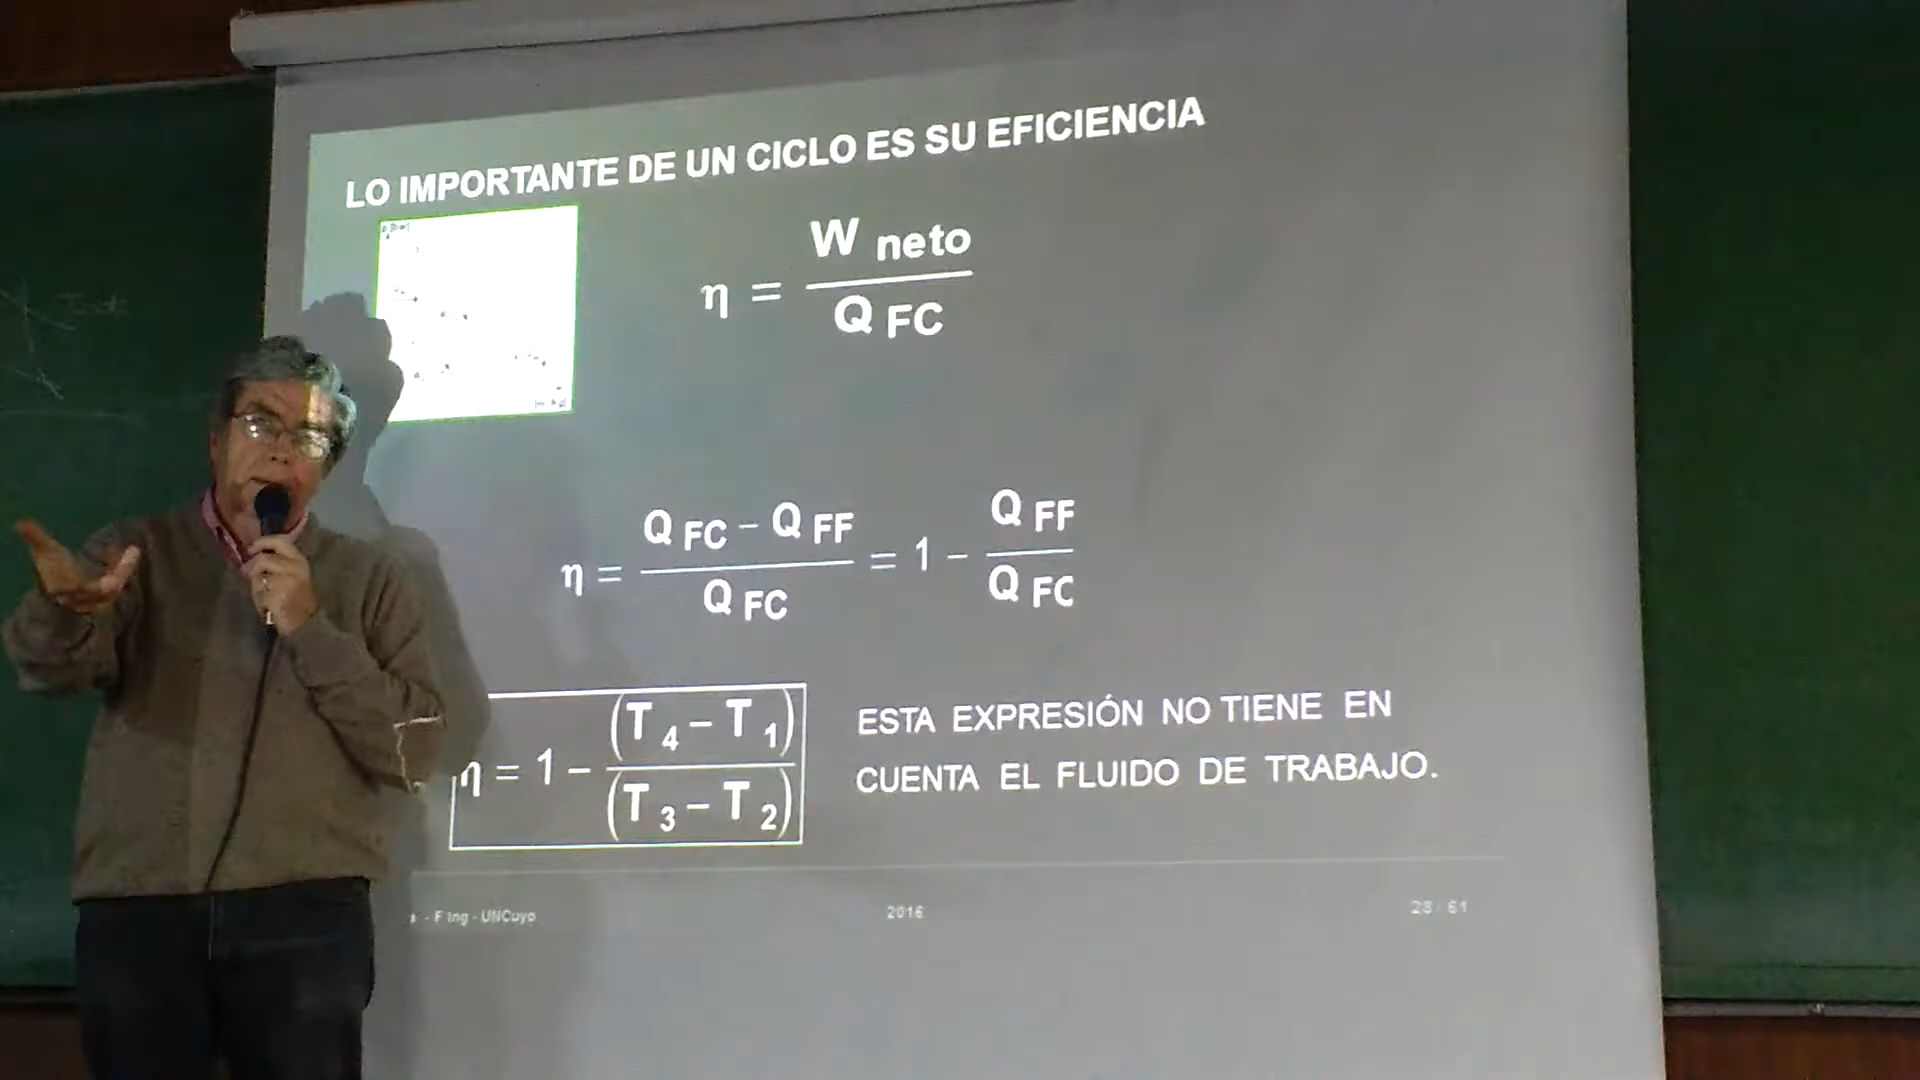 LO IMPORTANTE DE UN CICLO ES SU EFICIENCIA
η = W neto / Q FC
η = Q FC – Q FF / Q FC = 1 – Q FF / Q FC
η = 1 – (T 4 – T 1) / (T 3 – T 2)
ESTA EXPRESIÓN NO TIENE EN
CUENTA EL FLUIDO DE TRABAJO.
- F Ing - UNCuyo
2016
28 - 61